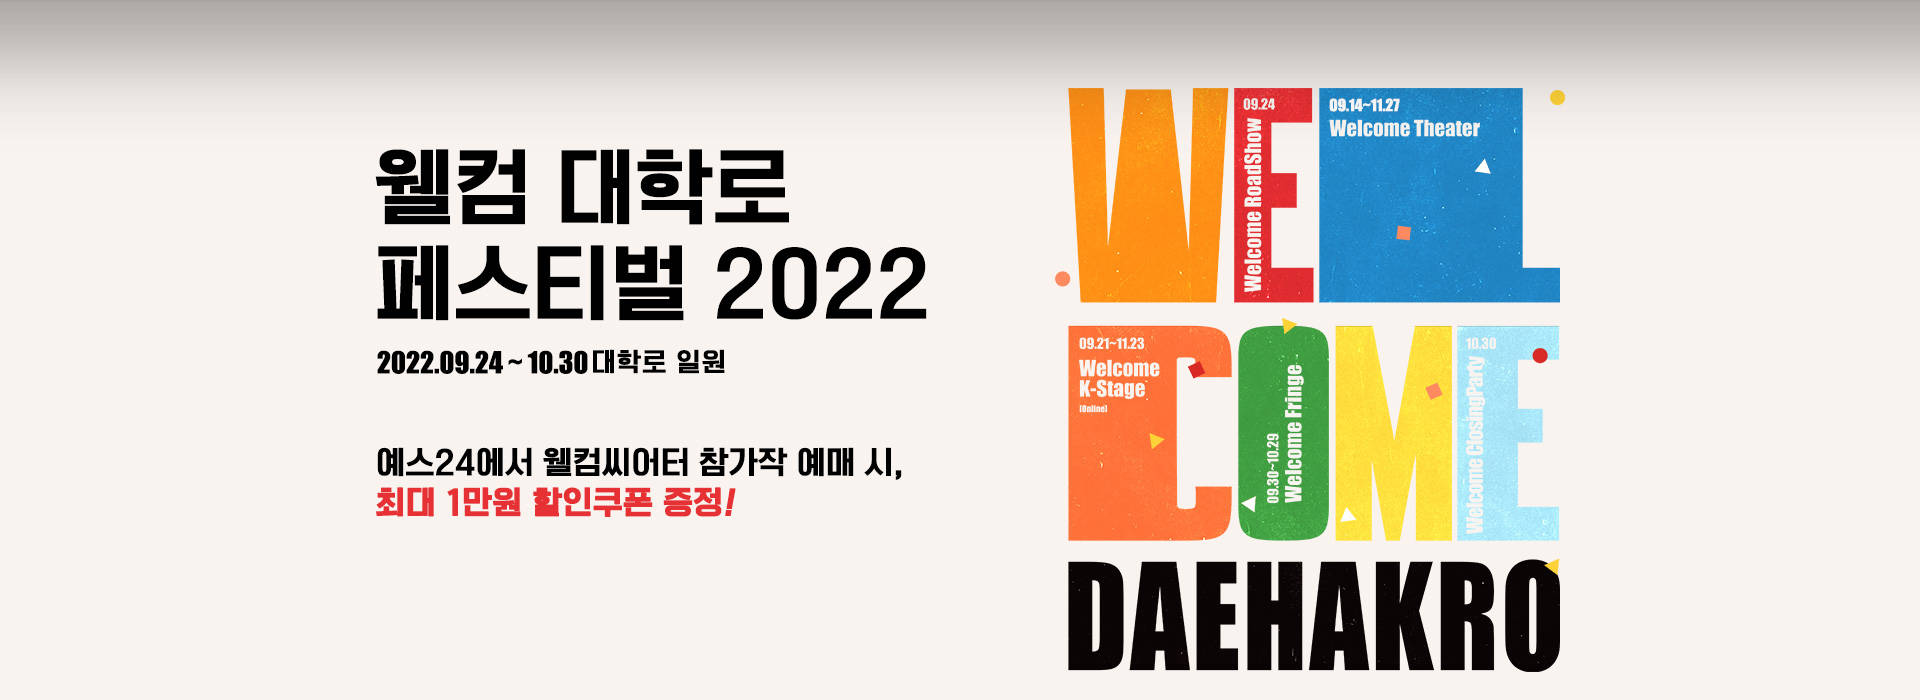 웰컴 대학로
페스티벌 2022
2022.09.24 ~ 10.30 대학로 일원
예스24에서 웰컴씨어터 참가작 예매 시,
최대 1만원 할인쿠폰 증정!
WEL
09.24
Welcome RoadShow
09.14~11.27
Welcome Theater
COME
09.21~11.23
Welcome
K-Stage
[Online]
09.30~10.29
Welcome Fringe
10.30
Welcome ClosingParty
DAEHAKRO